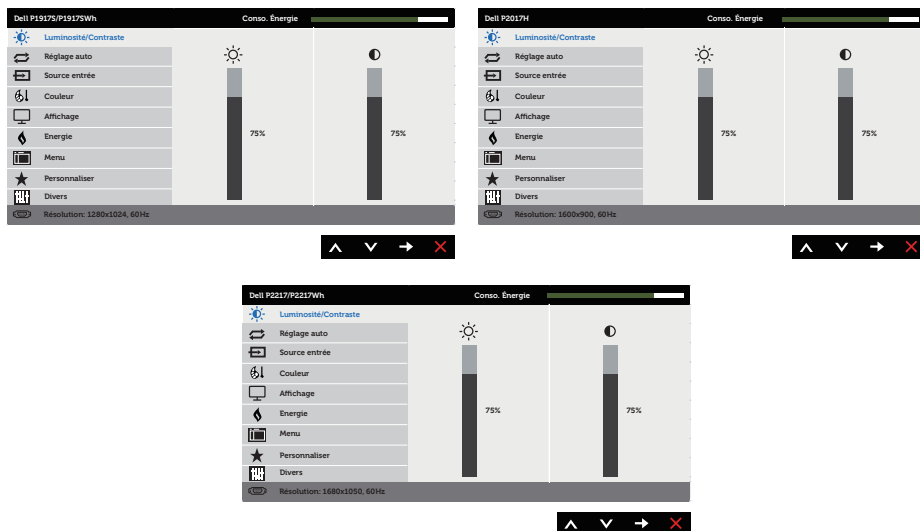 Dell P1917S/P1917SWh Conso. Énergie
Luminosité/Contraste
Réglage auto
Source entrée
Couleur
Affichage
Energie
Menu
Personnaliser
Divers
75% 75%
Résolution: 1280x1024, 60Hz
Dell P2017H Conso. Énergie
Luminosité/Contraste
Réglage auto
Source entrée
Couleur
Affichage
Energie
Menu
Personnaliser
Divers
75% 75%
Résolution: 1600x900, 60Hz
Dell P2217/P2217Wh Conso. Énergie
Luminosité/Contraste
Réglage auto
Source entrée
Couleur
Affichage
Energie
Menu
Personnaliser
Divers
75% 75%
Résolution: 1680x1050, 60Hz